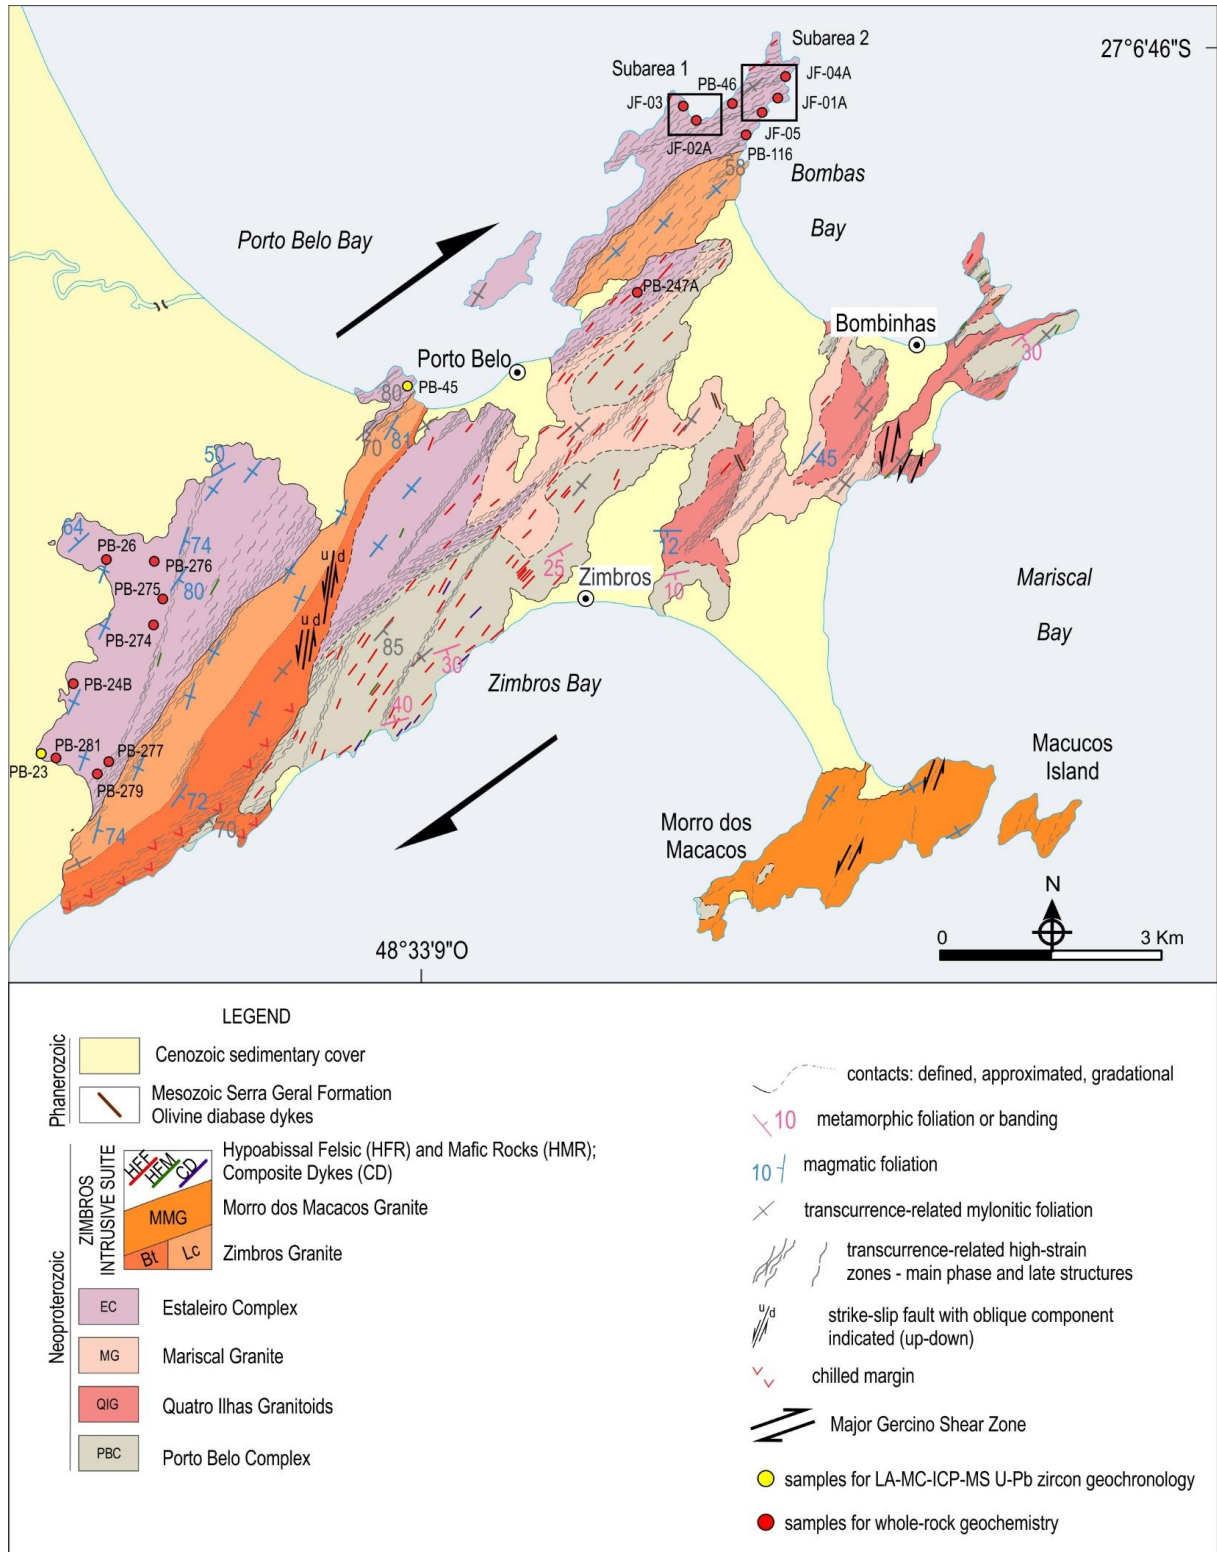 27°6'46"S
Subarea 2
Subarea 1
PB-46
JF-04A
JF-03
JF-01A
JF-02A
JF-05
PB-116
58
Bombas
Bay
Porto Belo Bay
PB-247A
Bombinhas
30
Porto Belo
80
PB-45
70
81
50
45
64
74
PB-26
PB-276
12
25
u d
PB-275
80
Zimbros
10
Mariscal
Bay
PB-274
u d
85
30
PB-24B
Zimbros Bay
40
PB-281
PB-277
PB-23
PB-279
Macucos
Island
72
74
70
Morro dos
Macacos
N
48°33'9"O
0
3 Km
LEGEND
Phanerozoic
Cenozoic sedimentary cover
Mesozoic Serra Geral Formation
Olivine diabase dykes
Neoproterozoic
ZIMBROS
INTRUSIVE SUITE
HFF
HFM
CD
Hypoabissal Felsic (HFR) and Mafic Rocks (HMR);
Composite Dykes (CD)
MMG
Morro dos Macacos Granite
Bt
Lc
Zimbros Granite
EC
Estaleiro Complex
MG
Mariscal Granite
QIG
Quatro Ilhas Granitoids
PBC
Porto Belo Complex
contacts: defined, approximated, gradational
10
metamorphic foliation or banding
10
magmatic foliation
transcurrence-related mylonitic foliation
transcurrence-related high-strain
zones - main phase and late structures
u/d
strike-slip fault with oblique component
indicated (up-down)
chilled margin
Major Gercino Shear Zone
samples for LA-MC-ICP-MS U-Pb zircon geochronology
samples for whole-rock geochemistry